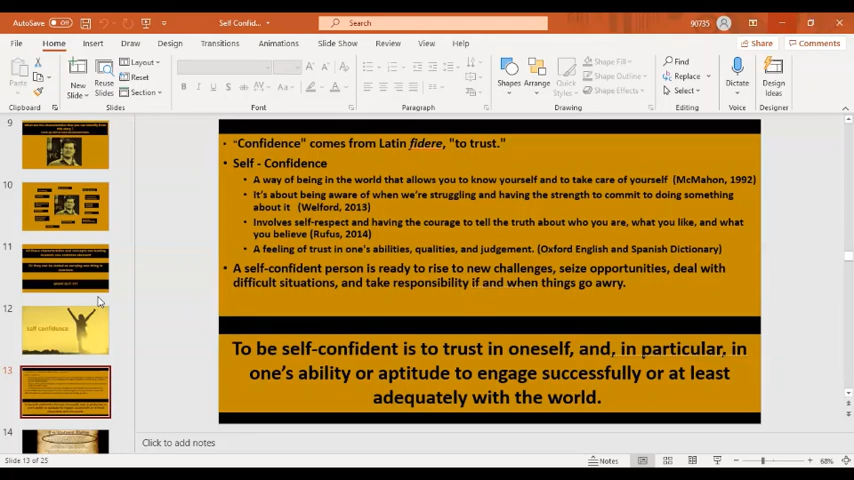 AutoSave Off
Self Confid...
Search
90735
File Home Insert Draw Design Transitions Animations Slide Show Review View Help
Share Comments
Paste
New Slide
Reuse Slides
Layout
Reset
Section
Shapes
Arrange
Shape Fill
Shape Outline
Shape Effects
Find
Replace
Select
Dictate
Design Ideas
Clipboard Slides Font Paragraph Drawing Editing Voice Designer
9
10
11
12
Self confidence
13
14
"Confidence" comes from Latin fidere, "to trust."
Self - Confidence
A way of being in the world that allows you to know yourself and to take care of yourself (McMahon, 1992)
It's about being aware of when we're struggling and having the strength to commit to doing something
about it (Welford, 2013)
Involves self-respect and having the courage to tell the truth about who you are, what you like, and what
you believe (Rufus, 2014)
A feeling of trust in one's abilities, qualities, and judgement. (Oxford English and Spanish Dictionary)
A self-confident person is ready to rise to new challenges, seize opportunities, deal with
difficult situations, and take responsibility if and when things go awry.
To be self-confident is to trust in oneself, and, in particular, in
one's ability or aptitude to engage successfully or at least
adequately with the world.
Click to add notes
Slide 13 of 25
Notes
68%